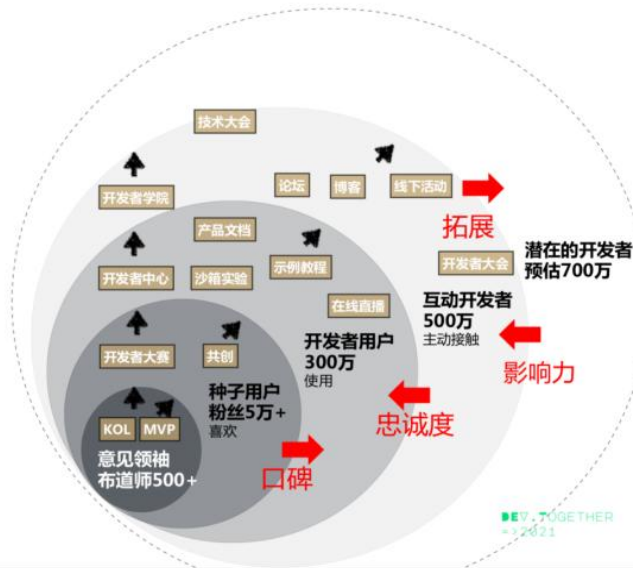 技术大会
论坛
博客
线下活动
开发者学院
拓展
产品文档
潜在的开发者
预估700万
开发者大会
示例教程
开发者中心
沙箱实验
在线直播
互动开发者
500万
主动接触
开发者用户
300万
使用
影响力
开发者大赛
共创
种子用户
粉丝5万+
喜欢
忠诚度
KOL
MVP
意见领袖
布道师500+
口碑
DEV.TOGETHER
=>2021